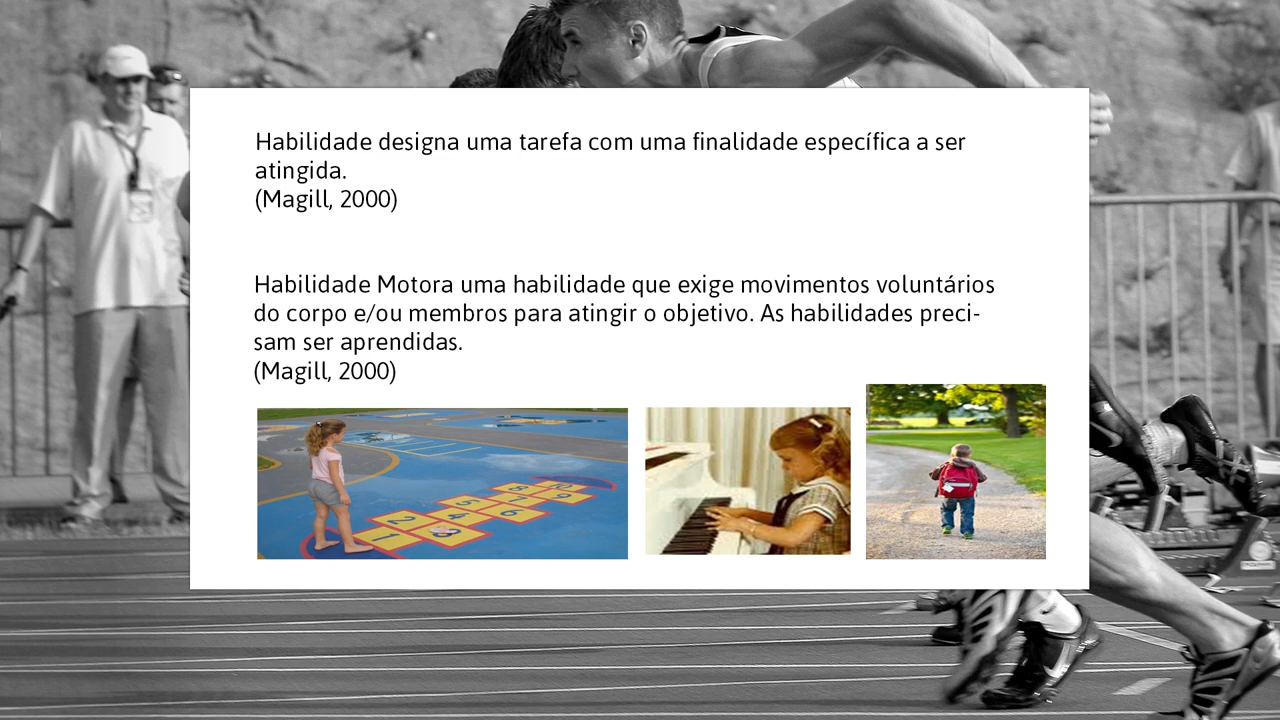 Habilidade designa uma tarefa com uma finalidade específica a ser
atingida.
(Magill, 2000)
Habilidade Motora uma habilidade que exige movimentos voluntários
do corpo e/ou membros para atingir o objetivo. As habilidades preci-
sam ser aprendidas.
(Magill, 2000)